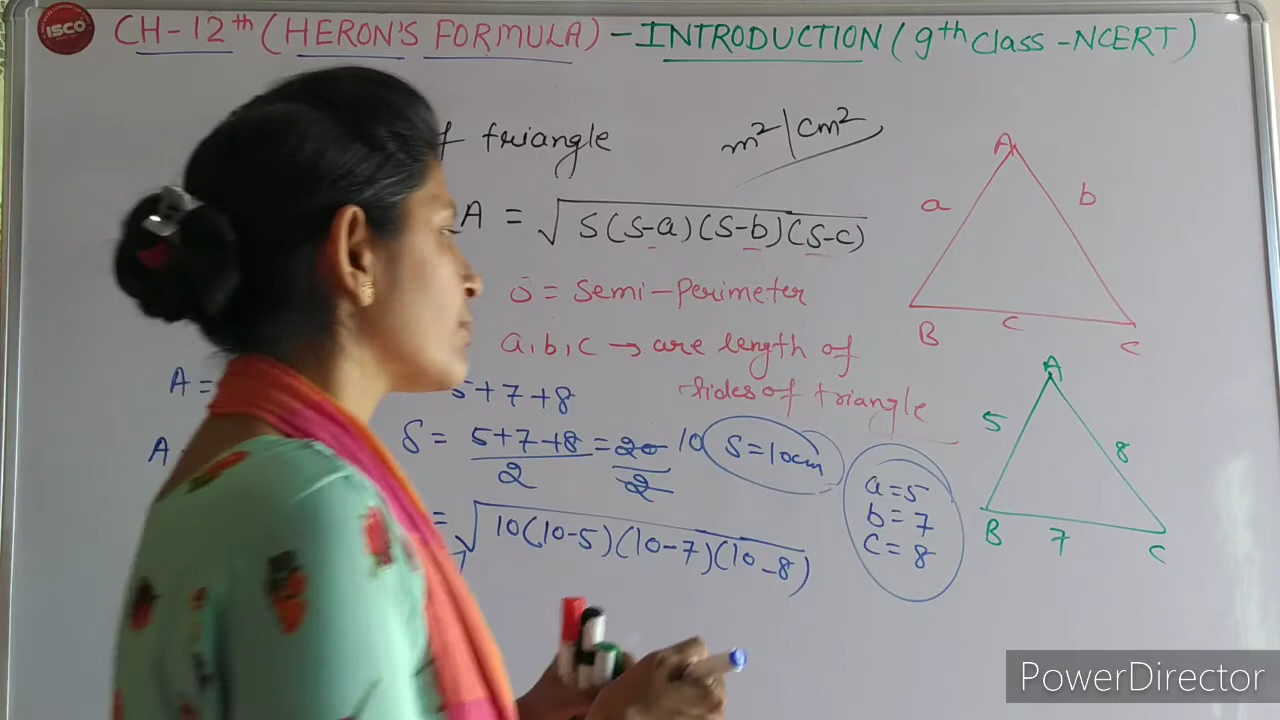 ISCO
CH-12th (HERON'S FORMULA) - INTRODUCTION (9th Class - NCERT)
f triangle
m²|cm²
A = √S(S-a)(S-b)(S-c)
S = Semi-Perimeter
a,b,c → are length of
sides of triangle
A
a
b
B
C
C
A =
5+7+8
S = 5+7+8/2 = 20/2 10
S=10cm
a=5
b=7
c=8
A
= √10(10-5)(10-7)(10-8)
A
5
8
B
7
C
PowerDirector